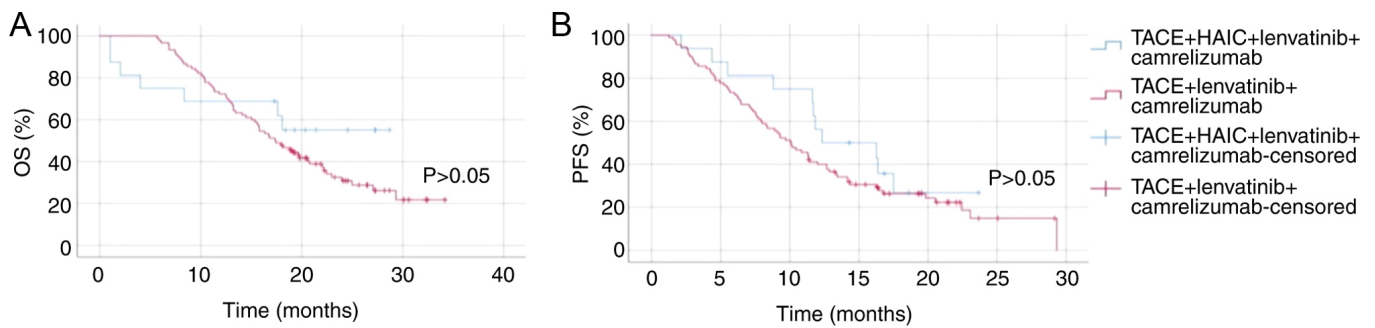 A
100
80
60
40
20
0
OS (%)
P>0.05
0 10 20 30 40
Time (months)
B
100
80
60
40
20
0
PFS (%)
P>0.05
0 5 10 15 20 25 30
Time (months)
TACE+HAIC+lenvatinib+
camrelizumab
TACE+lenvatinib+
camrelizumab
TACE+HAIC+lenvatinib+
camrelizumab-censored
TACE+lenvatinib+
camrelizumab-censored